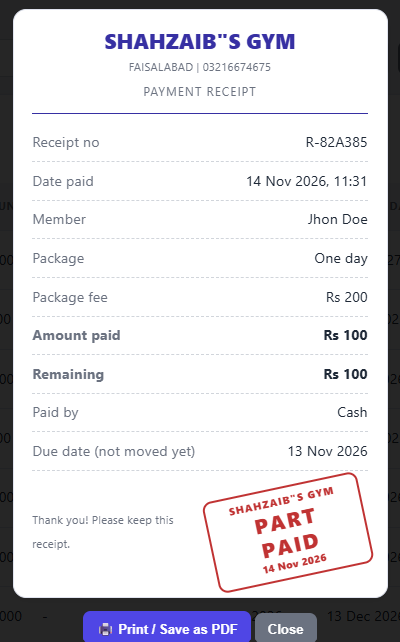 SHAHZAIB"S GYM
FAISALABAD | 03216674675
PAYMENT RECEIPT
Receipt no R-82A385
Date paid 14 Nov 2026, 11:31
Member Jhon Doe
Package One day
Package fee Rs 200
Amount paid Rs 100
Remaining Rs 100
Paid by Cash
Due date (not moved yet) 13 Nov 2026
Thank you! Please keep this
receipt.
SHAHZAIB"S GYM
PART
PAID
14 Nov 2026
Print / Save as PDF
Close
13 Dec